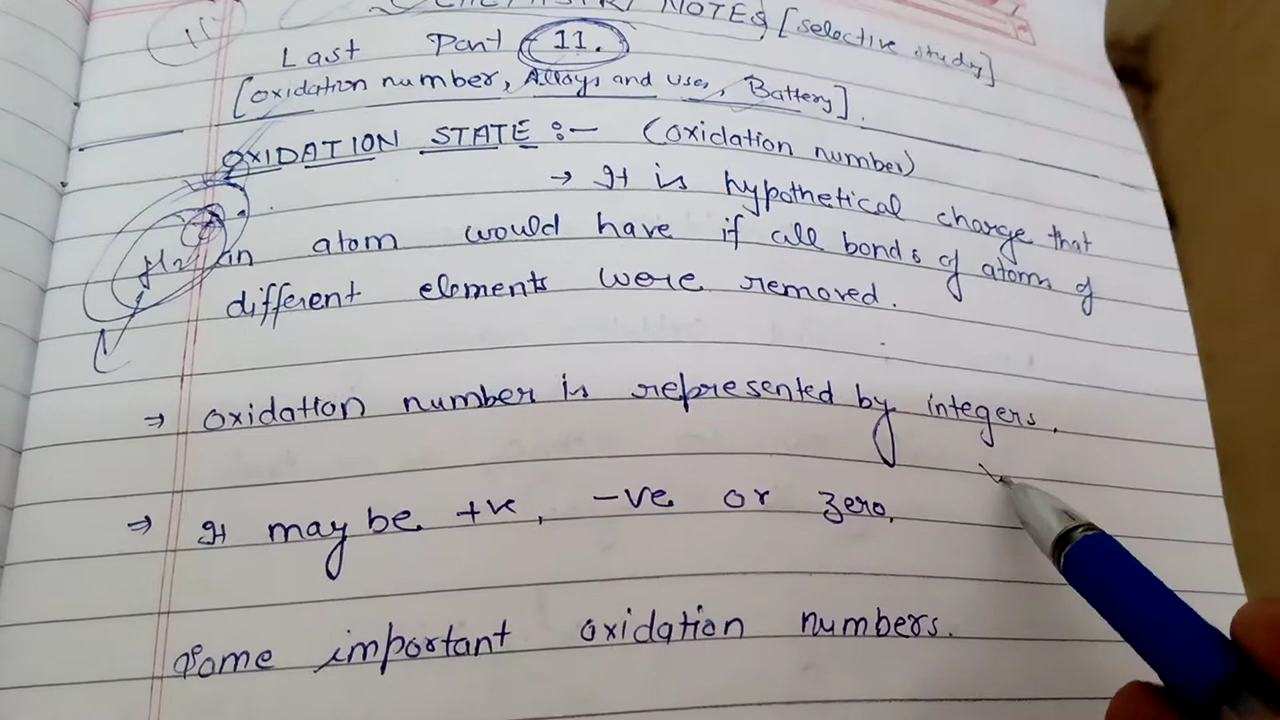 CHEMISTRY NOTES [selective study]
Last Part 11.
[oxidation number, Alloys and uses, Battery].
OXIDATION STATE :- (oxidation number)
→ It is hypothetical charge that
an atom would have if all bonds of atom of
different elements were removed.
⇒ oxidation number is represented by integers.
⇒ It may be +ve, -ve or zero.
Some important oxidation numbers.